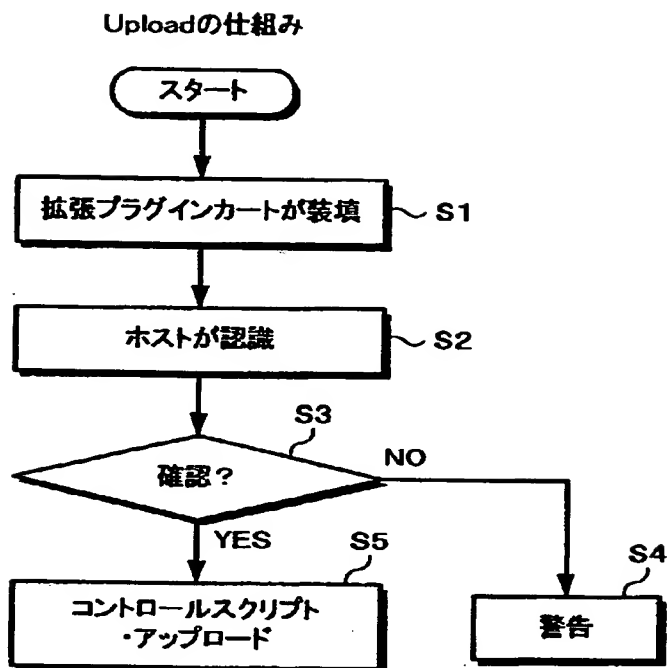 Uploadの仕組み
スタート
拡張プラグインカートが装填
S1
ホストが認識
S2
S3
確認?
NO
YES
S5
S4
コントロールスクリプト
・アップロード
警告